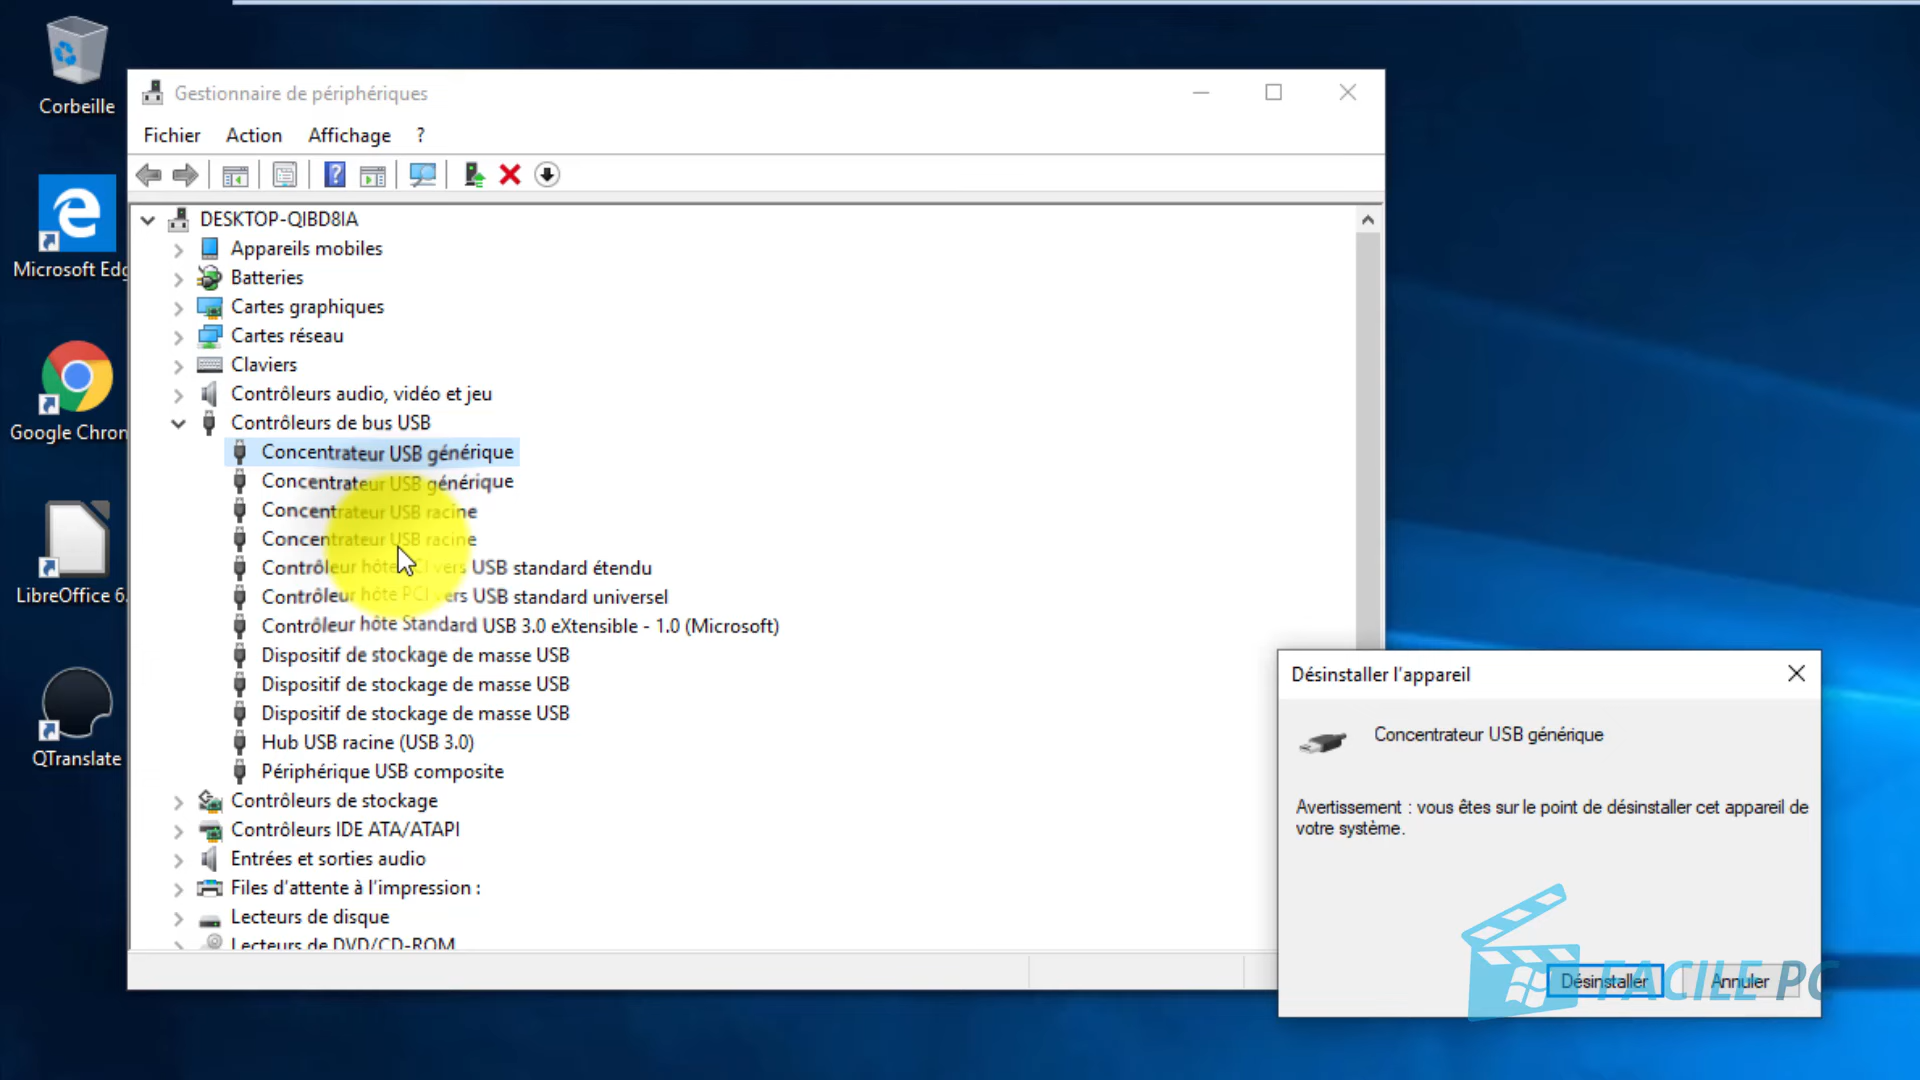 Corbeille
Microsoft Edg
Google Chron
LibreOffice 6.
QTranslate
Gestionnaire de périphériques
Fichier Action Affichage ?
DESKTOP-QIBD8IA
Appareils mobiles
Batteries
Cartes graphiques
Cartes réseau
Claviers
Contrôleurs audio, vidéo et jeu
Contrôleurs de bus USB
Concentrateur USB générique
Concentrateur USB générique
Concentrateur USB racine
Concentrateur USB racine
Contrôleur hôte PCI vers USB standard étendu
Contrôleur hôte PCI vers USB standard universel
Contrôleur hôte Standard USB 3.0 eXtensible - 1.0 (Microsoft)
Dispositif de stockage de masse USB
Dispositif de stockage de masse USB
Dispositif de stockage de masse USB
Hub USB racine (USB 3.0)
Périphérique USB composite
Contrôleurs de stockage
Contrôleurs IDE ATA/ATAPI
Entrées et sorties audio
Files d'attente à l'impression :
Lecteurs de disque
Lecteurs de DVD/CD-ROM
Désinstaller l'appareil
Concentrateur USB générique
Avertissement : vous êtes sur le point de désinstaller cet appareil de
votre système.
Désinstaller Annuler
FACILE PC